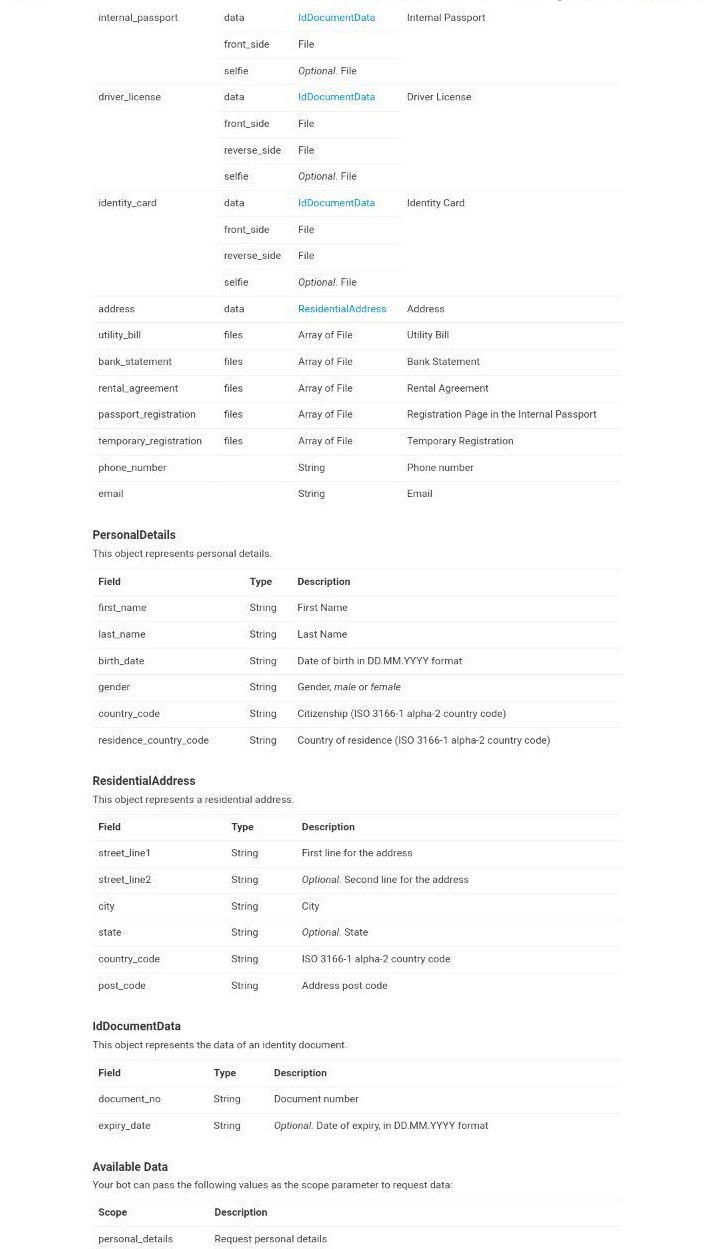 internal_passport data IdDocumentData Internal Passport
front_side File
selfie Optional. File
driver_license data IdDocumentData Driver License
front_side File
reverse_side File
selfie Optional. File
identity_card data IdDocumentData Identity Card
front_side File
reverse_side File
selfie Optional. File
address data ResidentialAddress Address
utility_bill files Array of File Utility Bill
bank_statement files Array of File Bank Statement
rental_agreement files Array of File Rental Agreement
passport_registration files Array of File Registration Page in the Internal Passport
temporary_registration files Array of File Temporary Registration
phone_number String Phone number
email String Email
PersonalDetails
This object represents personal details.
Field Type Description
first_name String First Name
last_name String Last Name
birth_date String Date of birth in DD.MM.YYYY format
gender String Gender, male or female
country_code String Citizenship (ISO 3166-1 alpha-2 country code)
residence_country_code String Country of residence (ISO 3166-1 alpha-2 country code)
ResidentialAddress
This object represents a residential address.
Field Type Description
street_line1 String First line for the address
street_line2 String Optional. Second line for the address
city String City
state String Optional. State
country_code String ISO 3166-1 alpha-2 country code
post_code String Address post code
IdDocumentData
This object represents the data of an identity document.
Field Type Description
document_no String Document number
expiry_date String Optional. Date of expiry, in DD.MM.YYYY format
Available Data
Your bot can pass the following values as the scope parameter to request data:
Scope Description
personal_details Request personal details